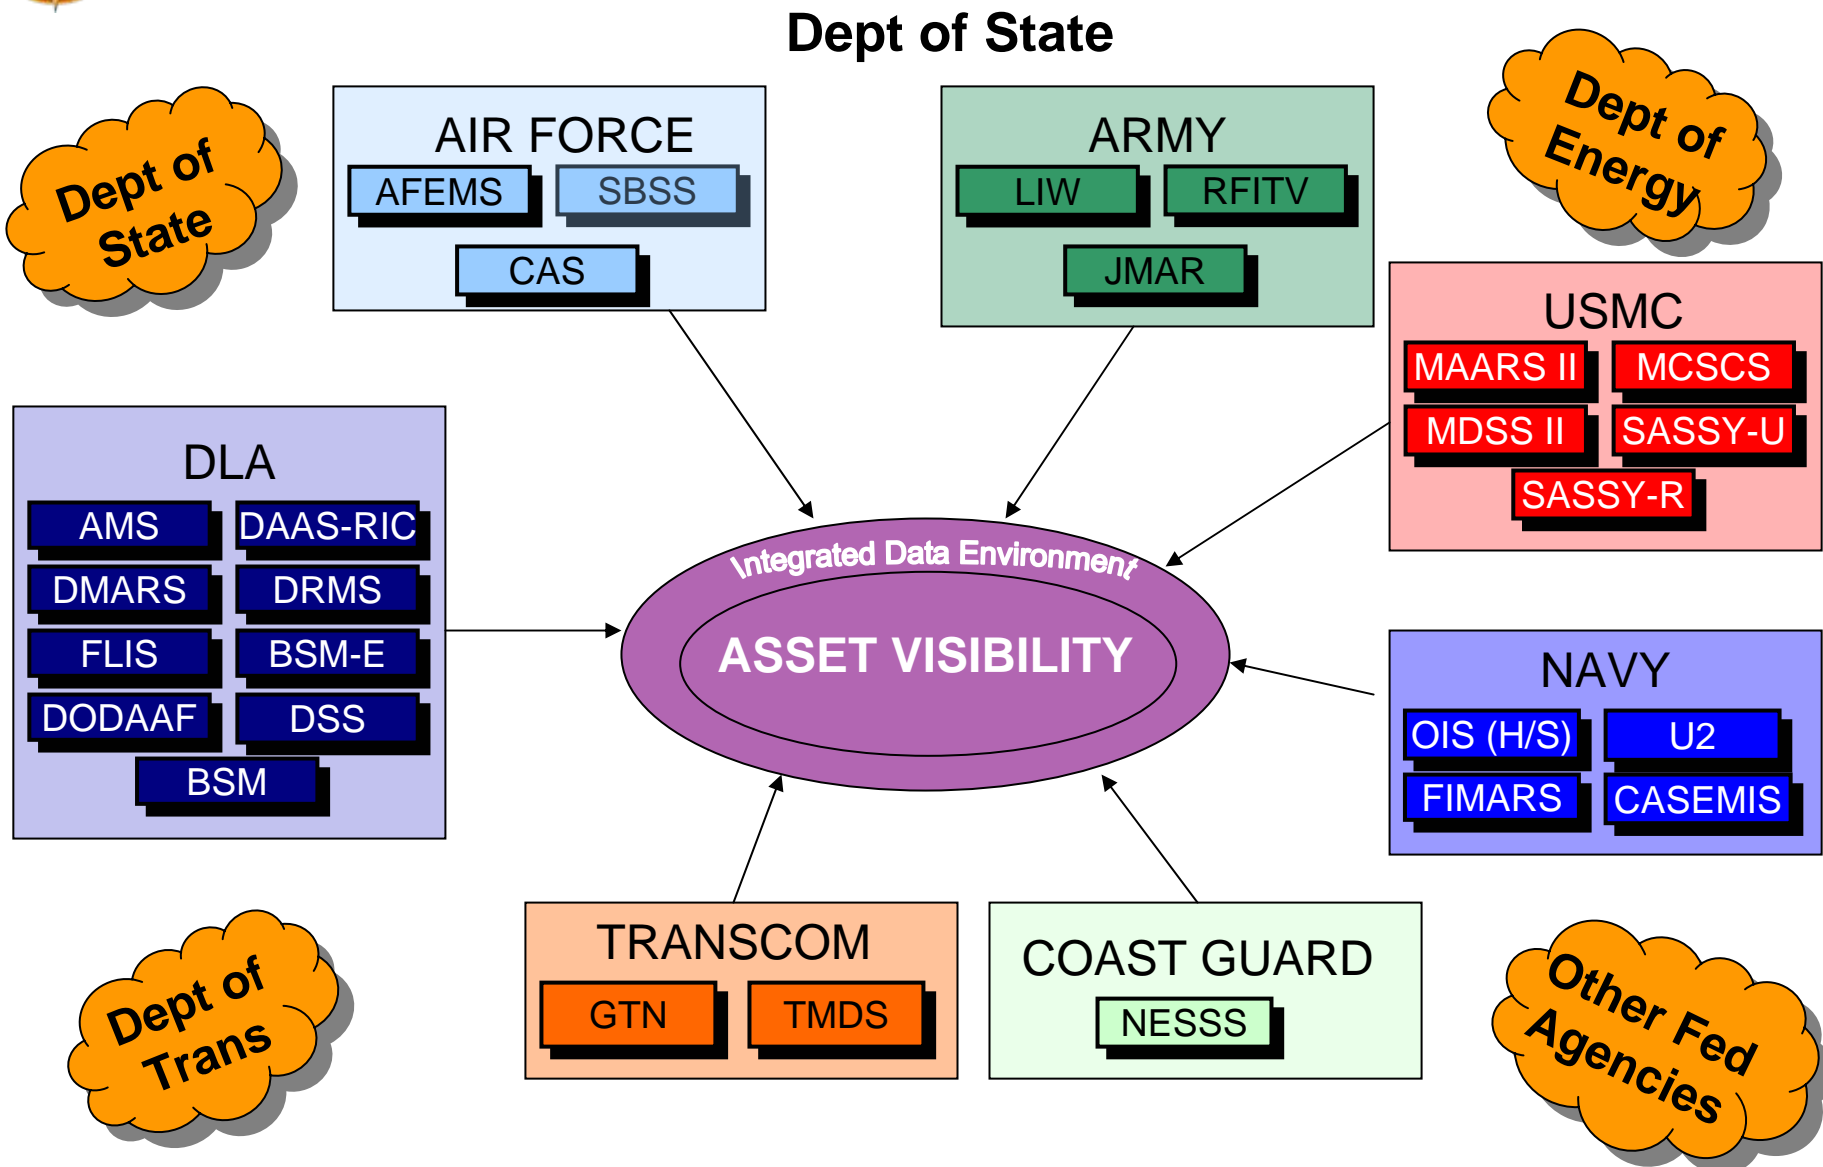 Dept of State
Dept of
State
AIR FORCE
AFEMS
SBSS
CAS
ARMY
LIW
RFITV
JMAR
Dept of
Energy
USMC
MAARS II
MCSCS
MDSS II
SASSY-U
SASSY-R
DLA
AMS
DAAS-RIC
DMARS
DRMS
FLIS
BSM-E
DODAAF
DSS
BSM
Integrated Data Environment
ASSET VISIBILITY
NAVY
OIS (H/S)
U2
FIMARS
CASEMIS
Dept of
Trans
TRANSCOM
GTN
TMDS
COAST GUARD
NESSS
Other Fed
Agencies